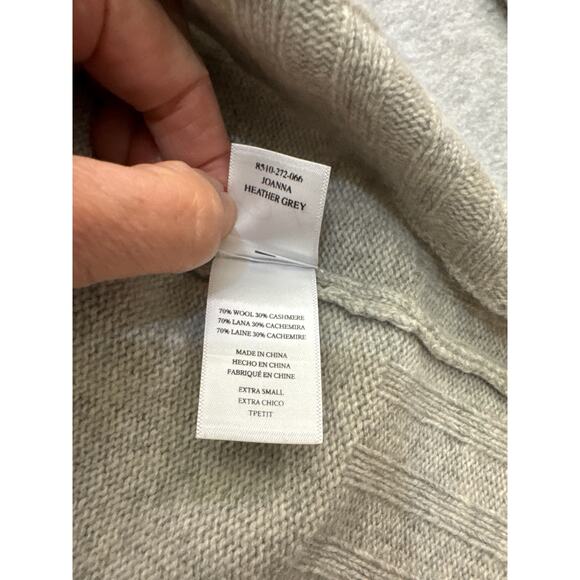 8510-272-066
JOANNA
HEATHER GREY
70% WOOL 30% CASHMERE
70% LANA 30% CACHEMIRA
70% LAINE 30% CACHEMIRE
MADE IN CHINA
HECHO EN CHINA
FABRIQUÉ EN CHINE
EXTRA SMALL
EXTRA CHICO
TPETIT